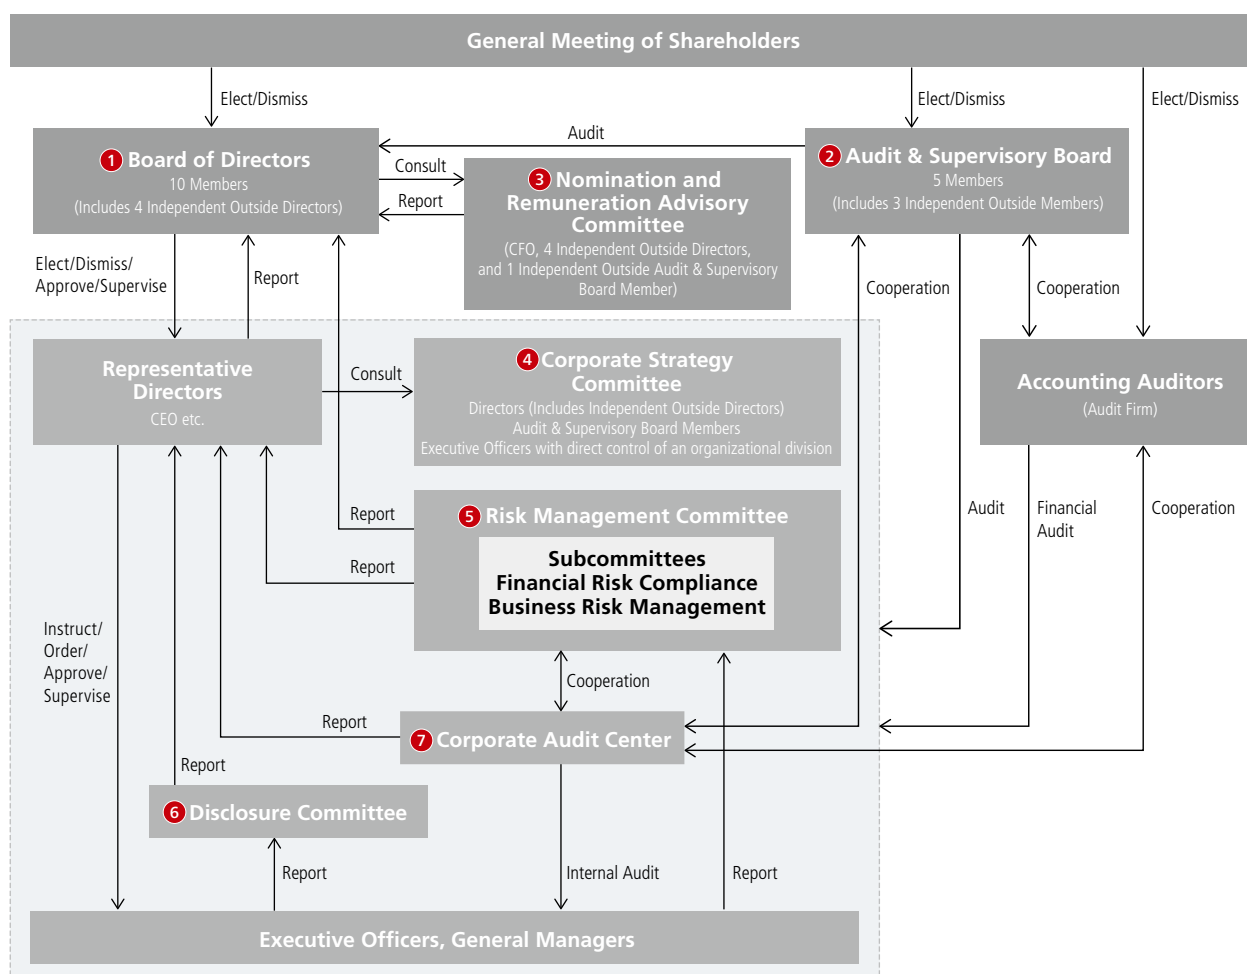 General Meeting of Shareholders
Elect/Dismiss
Elect/Dismiss
Elect/Dismiss
1 Board of Directors
10 Members
(Includes 4 Independent Outside Directors)
Audit
Consult
Report
3 Nomination and
Remuneration Advisory
Committee
(CFO, 4 Independent Outside Directors,
and 1 Independent Outside Audit & Supervisory
Board Member)
2 Audit & Supervisory Board
5 Members
(Includes 3 Independent Outside Members)
Elect/Dismiss/
Approve/Supervise
Report
Cooperation
Cooperation
Representative
Directors
CEO etc.
Consult
4 Corporate Strategy
Committee
Directors (Includes Independent Outside Directors)
Audit & Supervisory Board Members
Executive Officers with direct control of an organizational division
Accounting Auditors
(Audit Firm)
Report
Report
5 Risk Management Committee
Subcommittees
Financial Risk Compliance
Business Risk Management
Audit
Financial
Audit
Cooperation
Instruct/
Order/
Approve/
Supervise
Cooperation
Report
7 Corporate Audit Center
Report
6 Disclosure Committee
Report
Internal Audit
Report
Executive Officers, General Managers